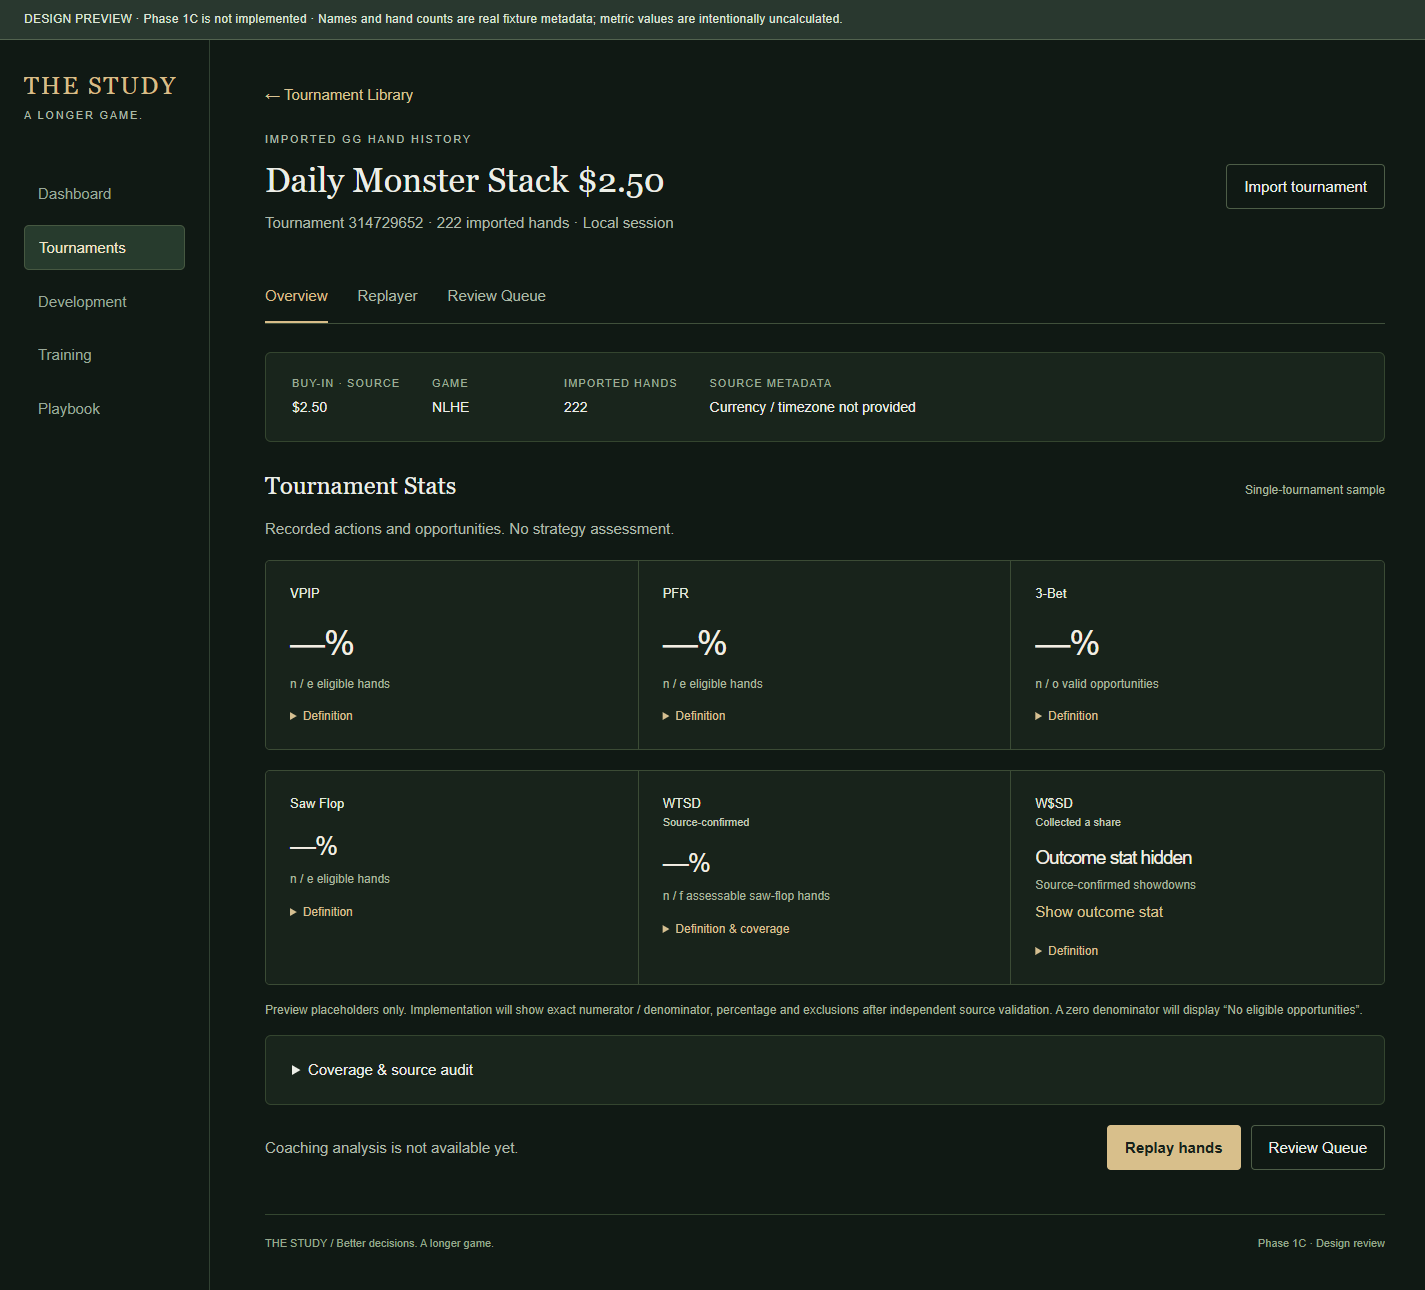 DESIGN PREVIEW · Phase 1C is not implemented · Names and hand counts are real fixture metadata; metric values are intentionally uncalculated.
THE STUDY
A LONGER GAME.
Dashboard
Tournaments
Development
Training
Playbook
← Tournament Library
IMPORTED GG HAND HISTORY
Daily Monster Stack $2.50
Tournament 314729652 · 222 imported hands · Local session
Import tournament
Overview Replayer Review Queue
BUY-IN · SOURCE GAME IMPORTED HANDS SOURCE METADATA
$2.50 NLHE 222 Currency / timezone not provided
Tournament Stats
Single-tournament sample
Recorded actions and opportunities. No strategy assessment.
VPIP
—%
n / e eligible hands
▶ Definition
PFR
—%
n / e eligible hands
▶ Definition
3-Bet
—%
n / o valid opportunities
▶ Definition
Saw Flop
—%
n / e eligible hands
▶ Definition
WTSD
Source-confirmed
—%
n / f assessable saw-flop hands
▶ Definition & coverage
W$SD
Collected a share
Outcome stat hidden
Source-confirmed showdowns
Show outcome stat
▶ Definition
Preview placeholders only. Implementation will show exact numerator / denominator, percentage and exclusions after independent source validation. A zero denominator will display “No eligible opportunities”.
▶ Coverage & source audit
Coaching analysis is not available yet.
Replay hands
Review Queue
THE STUDY / Better decisions. A longer game.
Phase 1C · Design review